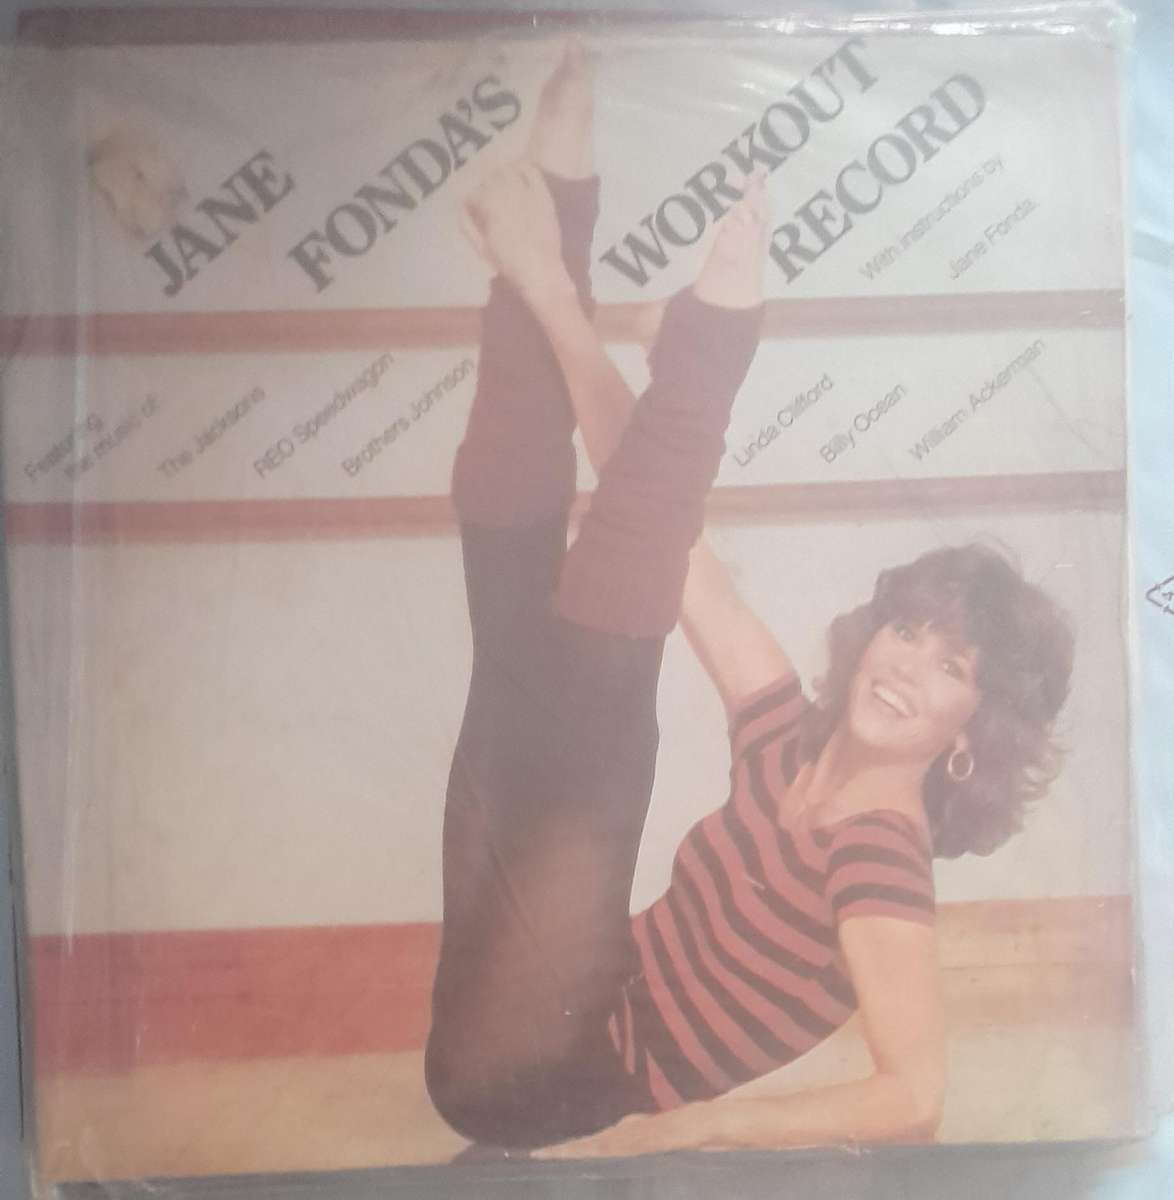 JANE
FONDA'S
WORKOUT
RECORD
With instructions by
Jane Fonda
Featuring
the music of:
The Jacksons
REO Speedwagon
Brothers Johnson
Linda Clifford
Billy Ocean
William Ackerman